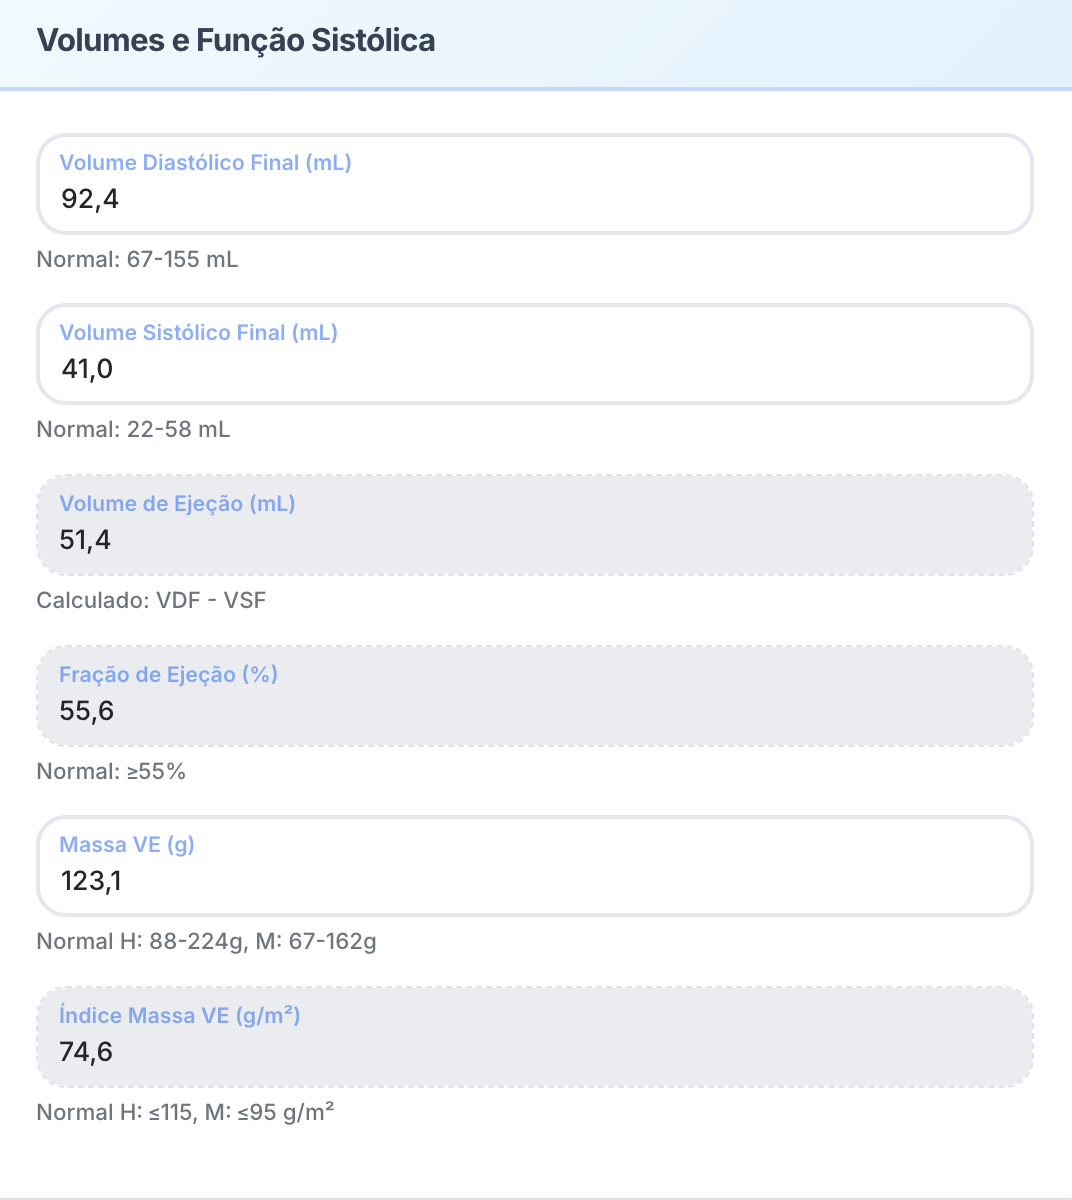 Volumes e Função Sistólica
Volume Diastólico Final (mL)
92,4
Normal: 67-155 mL
Volume Sistólico Final (mL)
41,0
Normal: 22-58 mL
Volume de Ejeção (mL)
51,4
Calculado: VDF - VSF
Fração de Ejeção (%)
55,6
Normal: ≥55%
Massa VE (g)
123,1
Normal H: 88-224g, M: 67-162g
Índice Massa VE (g/m²)
74,6
Normal H: ≤115, M: ≤95 g/m²